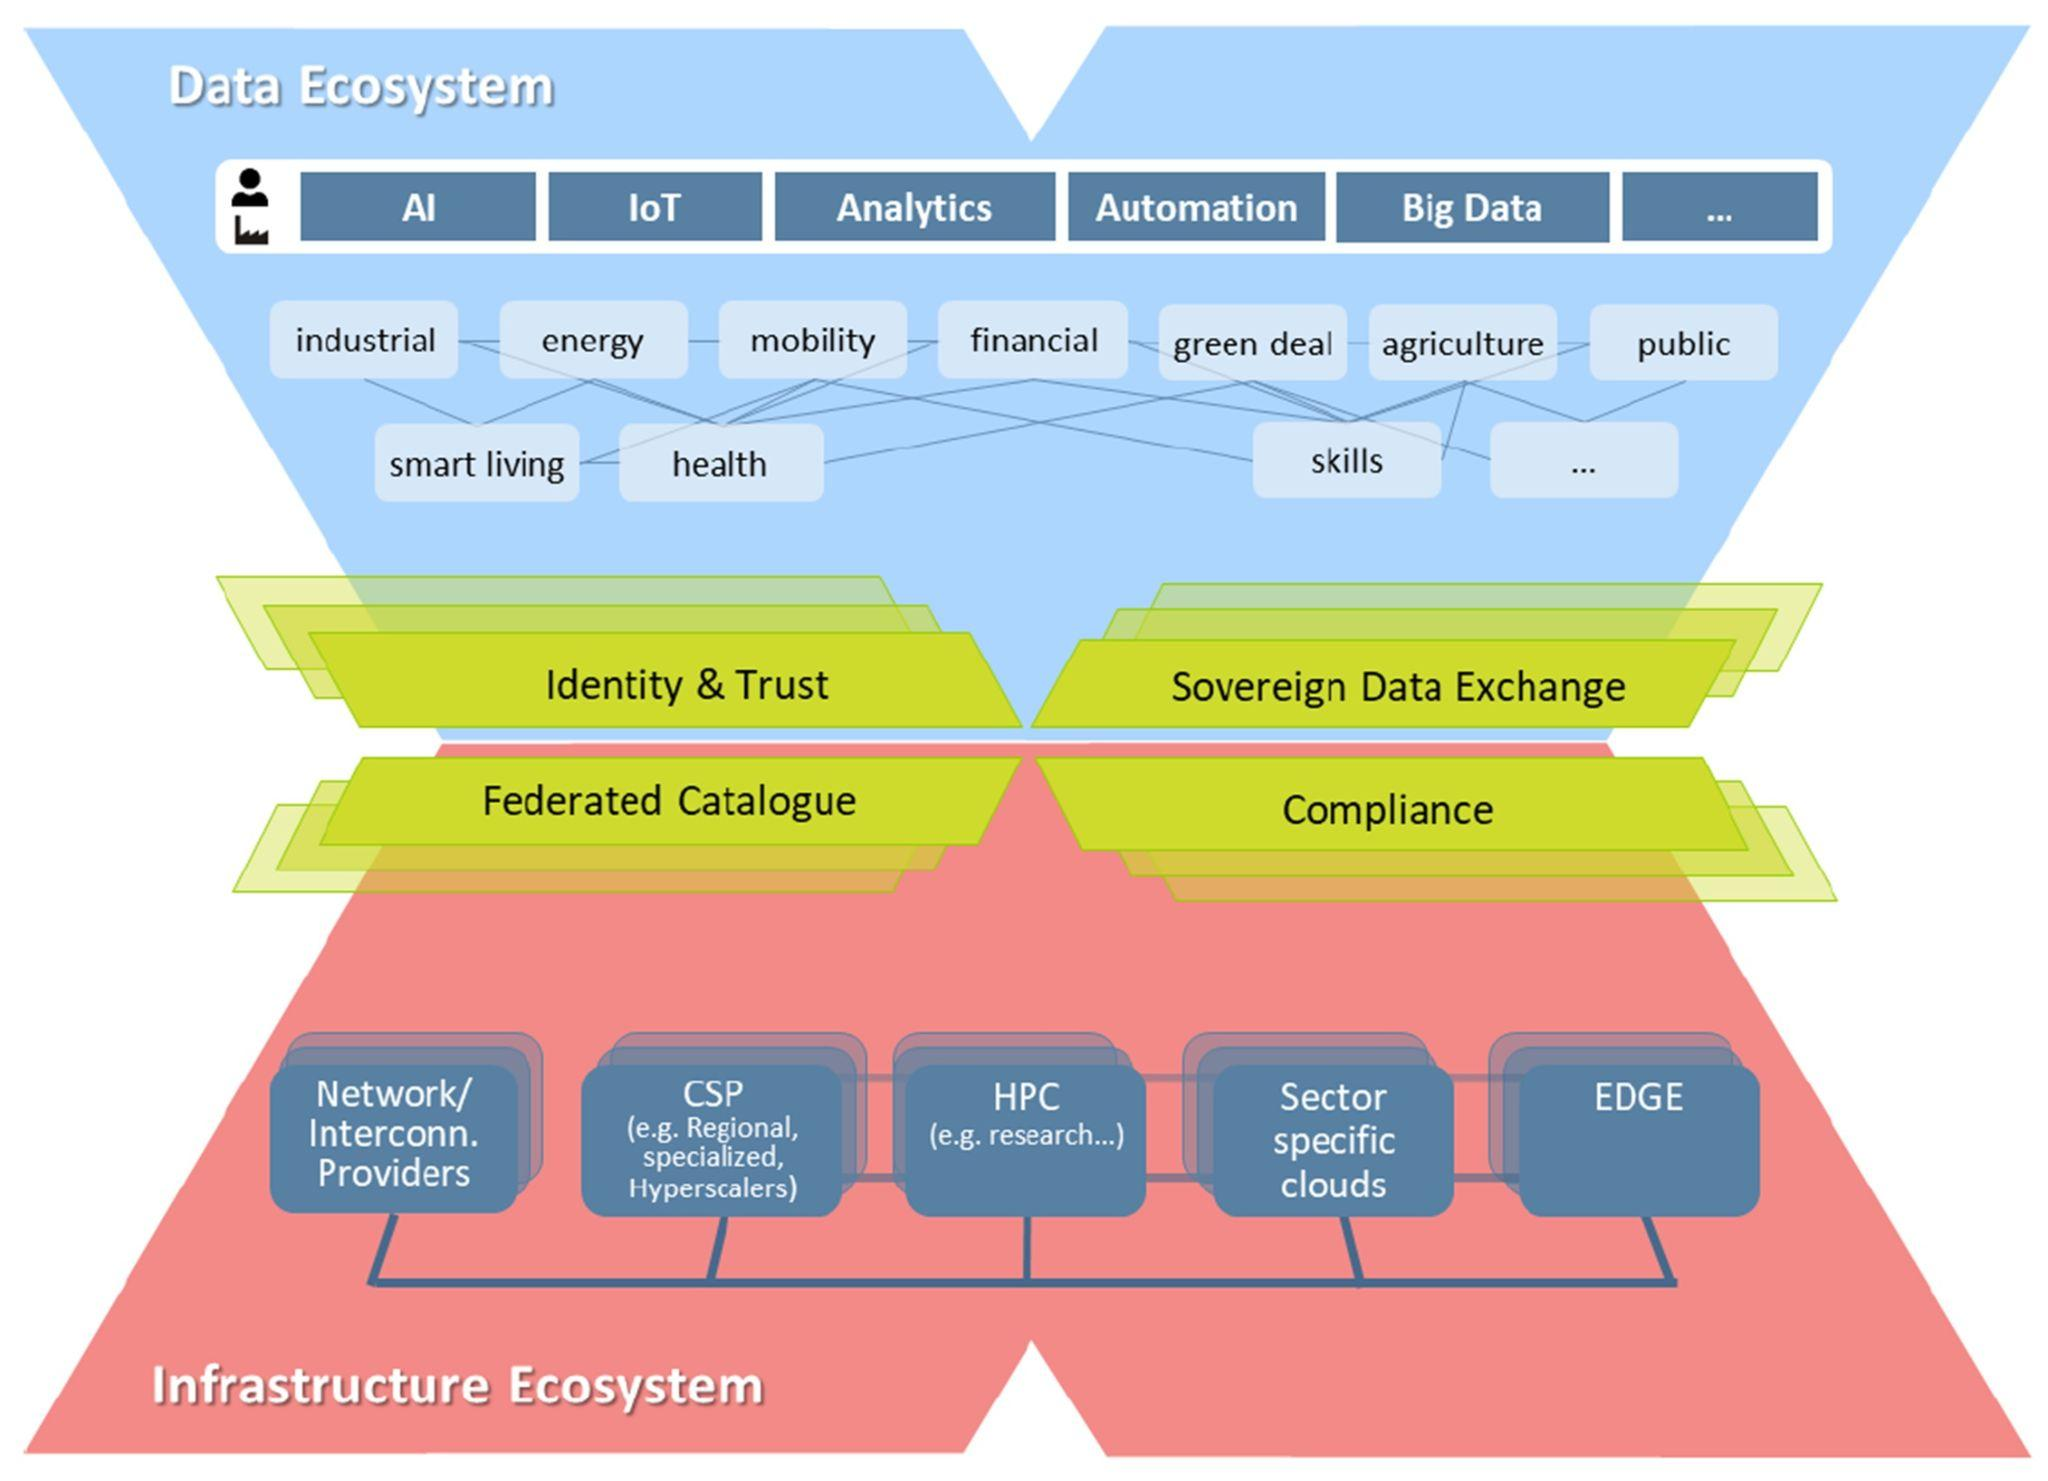 Data Ecosystem
AI
IoT
Analytics
Automation
Big Data
...
industrial
energy
mobility
financial
green deal
agriculture
public
smart living
health
skills
...
Identity & Trust
Sovereign Data Exchange
Federated Catalogue
Compliance
Network/
Interconn.
Providers
CSP
(e.g. Regional,
specialized,
Hyperscalers)
HPC
(e.g. research...)
Sector
specific
clouds
EDGE
Infrastructure Ecosystem